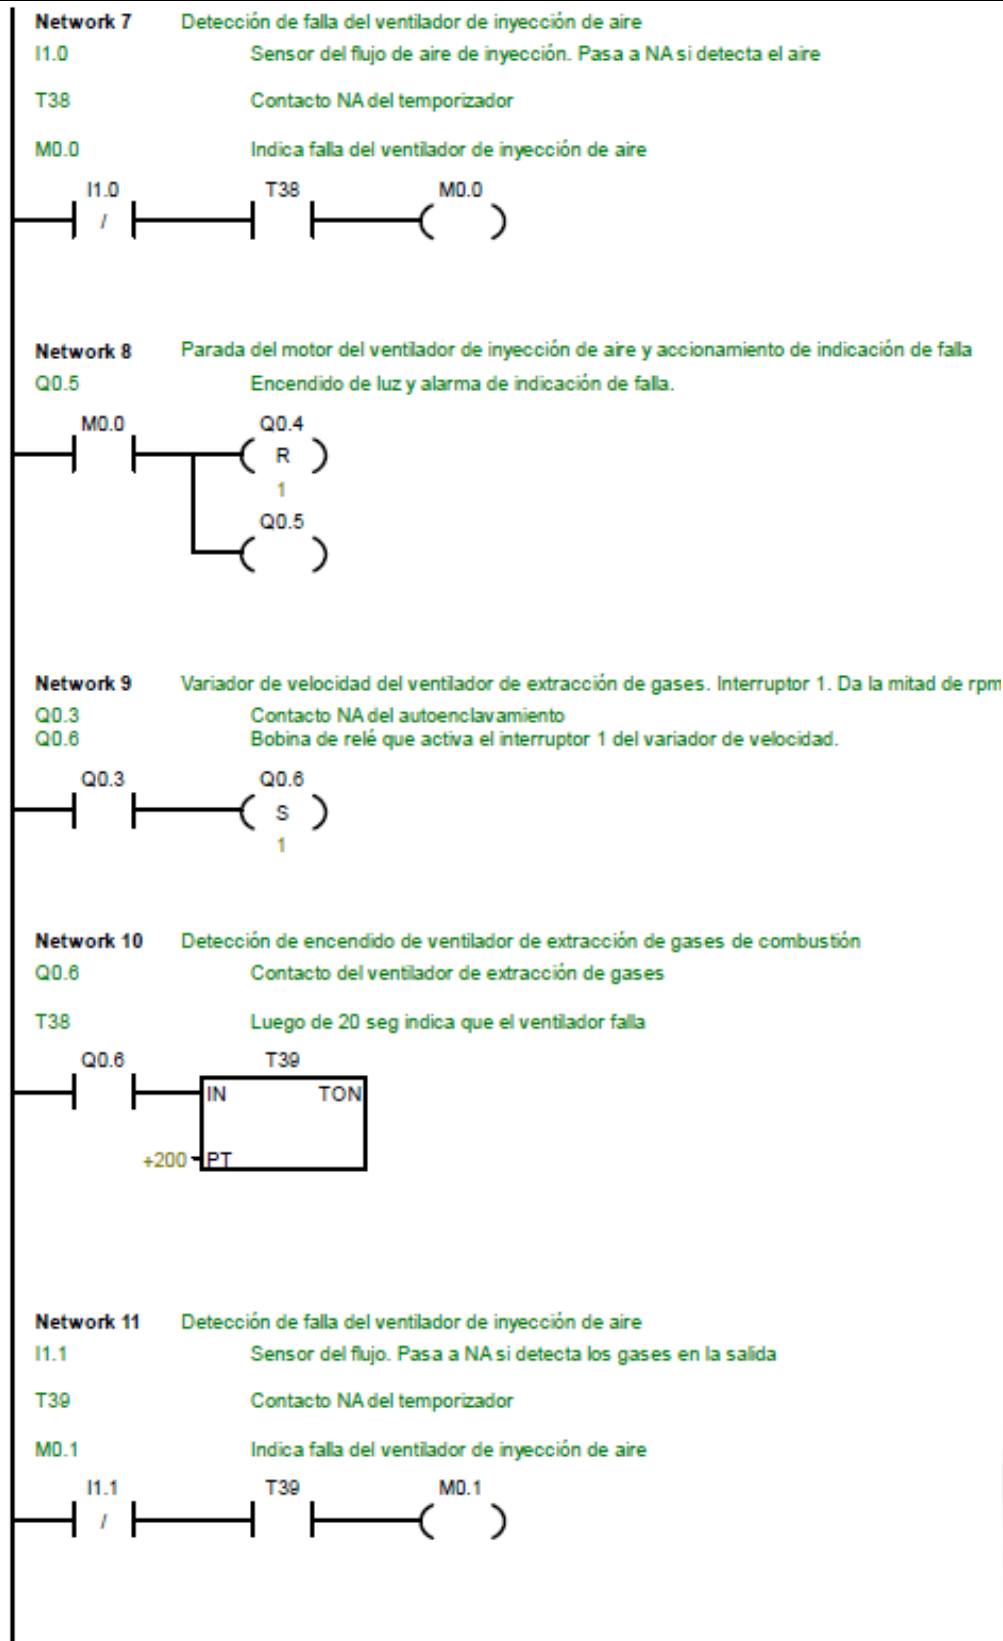 Network 7 Detección de falla del ventilador de inyección de aire
I1.0 Sensor del flujo de aire de inyección. Pasa a NA si detecta el aire
T38 Contacto NA del temporizador
M0.0 Indica falla del ventilador de inyección de aire
I1.0 T38 M0.0
/
Network 8 Parada del motor del ventilador de inyección de aire y accionamiento de indicación de falla
Q0.5 Encendido de luz y alarma de indicación de falla.
M0.0 Q0.4
R
1
Q0.5
Network 9 Variador de velocidad del ventilador de extracción de gases. Interruptor 1. Da la mitad de rpm
Q0.3 Contacto NA del autoenclavamiento
Q0.6 Bobina de relé que activa el interruptor 1 del variador de velocidad.
Q0.3 Q0.6
S
1
Network 10 Detección de encendido de ventilador de extracción de gases de combustión
Q0.6 Contacto del ventilador de extracción de gases
T38 Luego de 20 seg indica que el ventilador falla
Q0.6 T39
IN TON
+200 PT
Network 11 Detección de falla del ventilador de inyección de aire
I1.1 Sensor del flujo. Pasa a NA si detecta los gases en la salida
T39 Contacto NA del temporizador
M0.1 Indica falla del ventilador de inyección de aire
I1.1 T39 M0.1
/